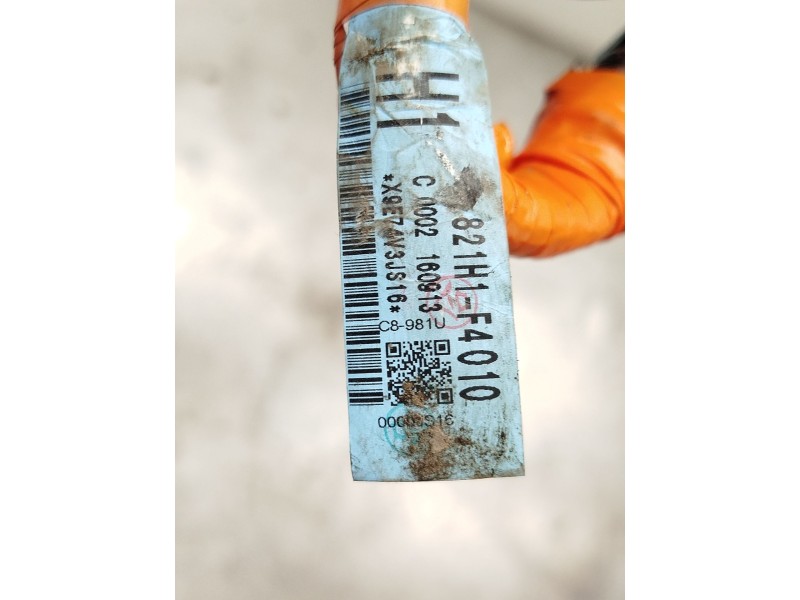 H1
821H1-F4010
C 0002 160913
*X9E74V3JS16*
C8-981U